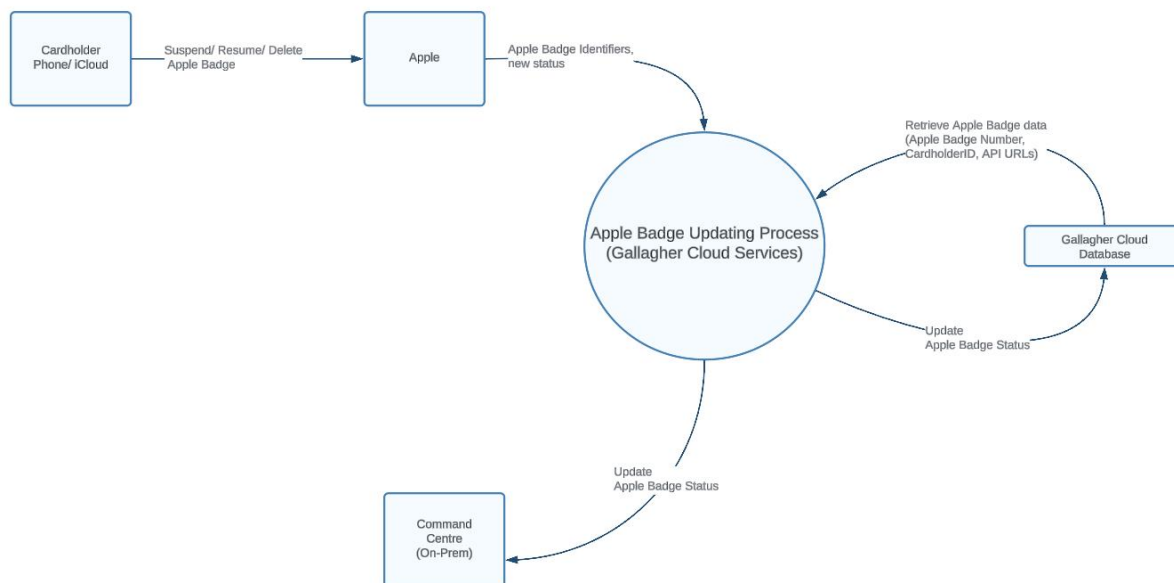 Cardholder
Phone/ iCloud
Suspend/ Resume/ Delete
Apple Badge
Apple
Apple Badge Identifiers,
new status
Retrieve Apple Badge data
(Apple Badge Number,
CardholderID, API URLs)
Apple Badge Updating Process
(Gallagher Cloud Services)
Gallagher Cloud
Database
Update
Apple Badge Status
Update
Apple Badge Status
Command
Centre
(On-Prem)